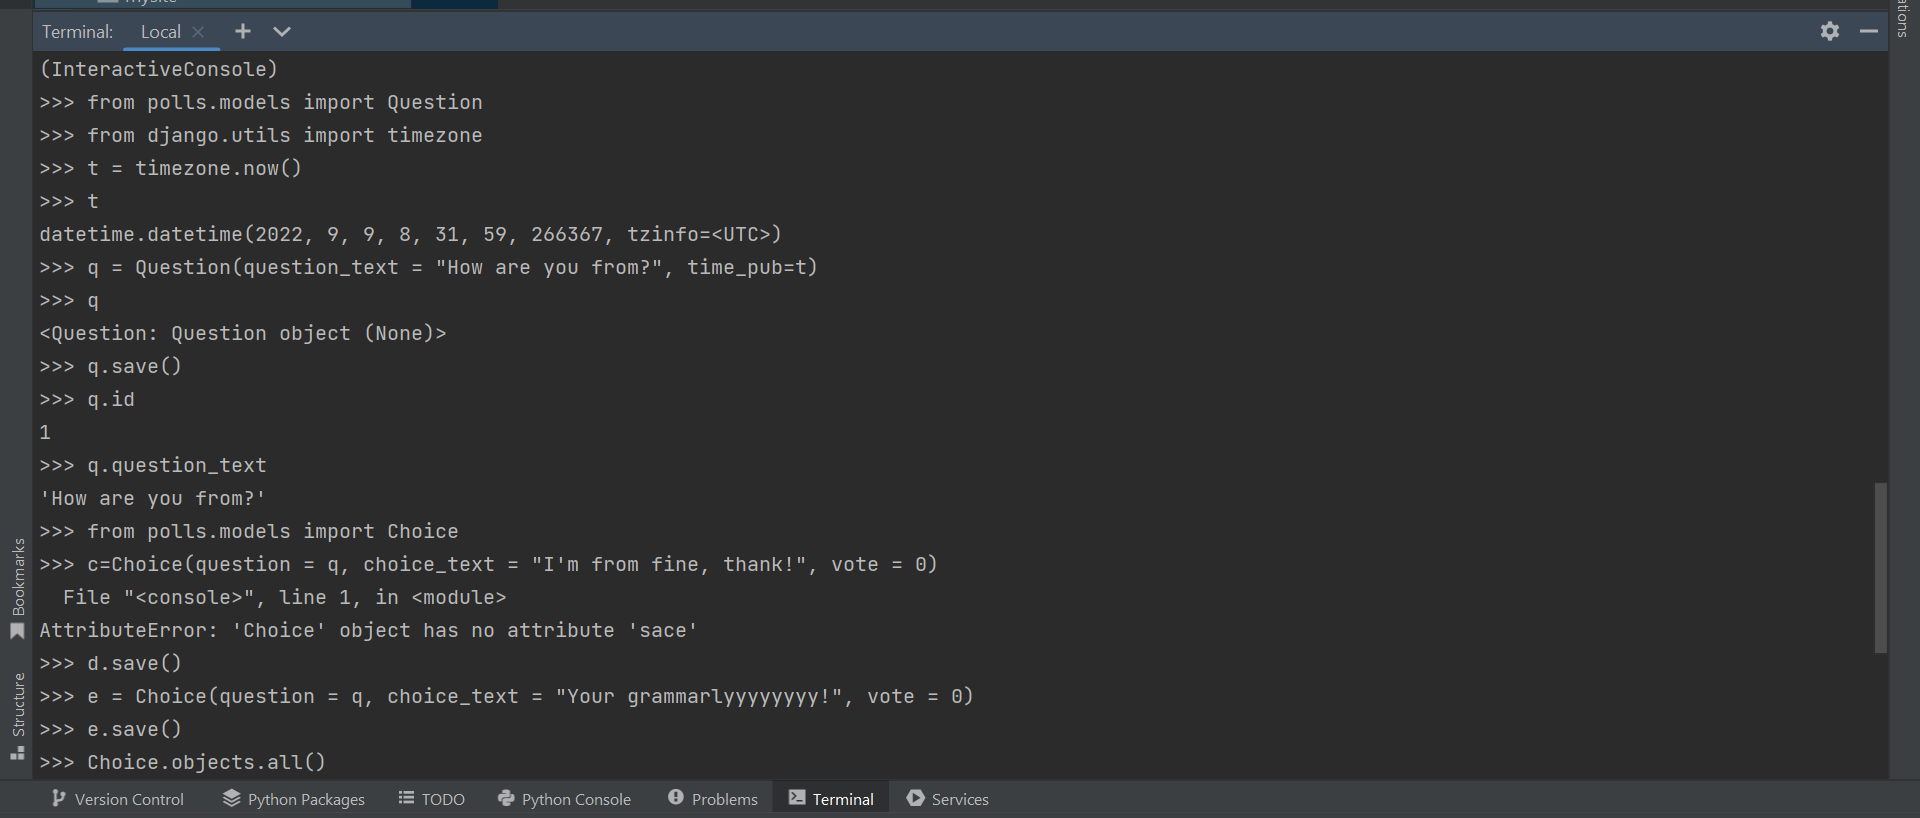 mysite
Terminal: Local
(InteractiveConsole)
>>> from polls.models import Question
>>> from django.utils import timezone
>>> t = timezone.now()
>>> t
datetime.datetime(2022, 9, 9, 8, 31, 59, 266367, tzinfo=<UTC>)
>>> q = Question(question_text = "How are you from?", time_pub=t)
>>> q
<Question: Question object (None)>
>>> q.save()
>>> q.id
1
>>> q.question_text
'How are you from?'
>>> from polls.models import Choice
>>> c=Choice(question = q, choice_text = "I'm from fine, thank!", vote = 0)
  File "<console>", line 1, in <module>
AttributeError: 'Choice' object has no attribute 'sace'
>>> d.save()
>>> e = Choice(question = q, choice_text = "Your grammarlyyyyyyyy!", vote = 0)
>>> e.save()
>>> Choice.objects.all()
Bookmarks
Structure
Version Control Python Packages TODO Python Console Problems Terminal Services